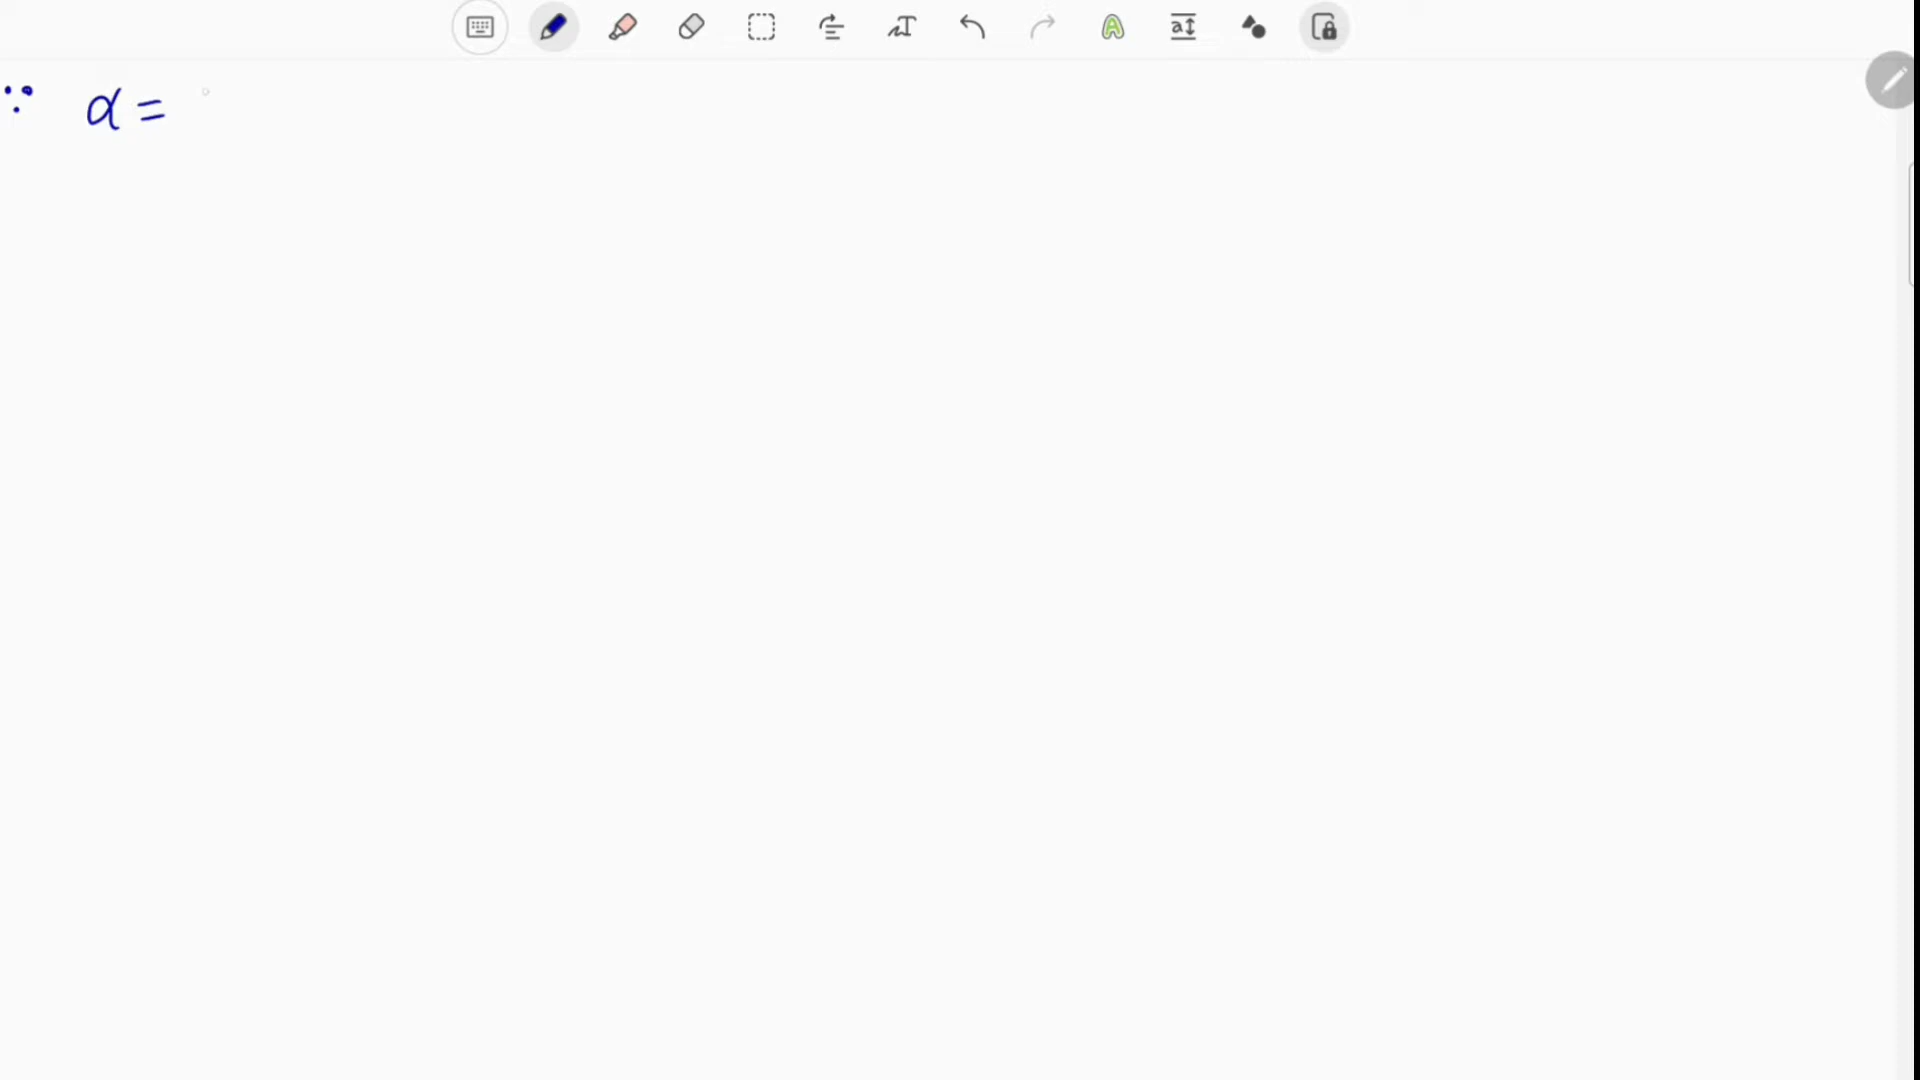 ∵ α =